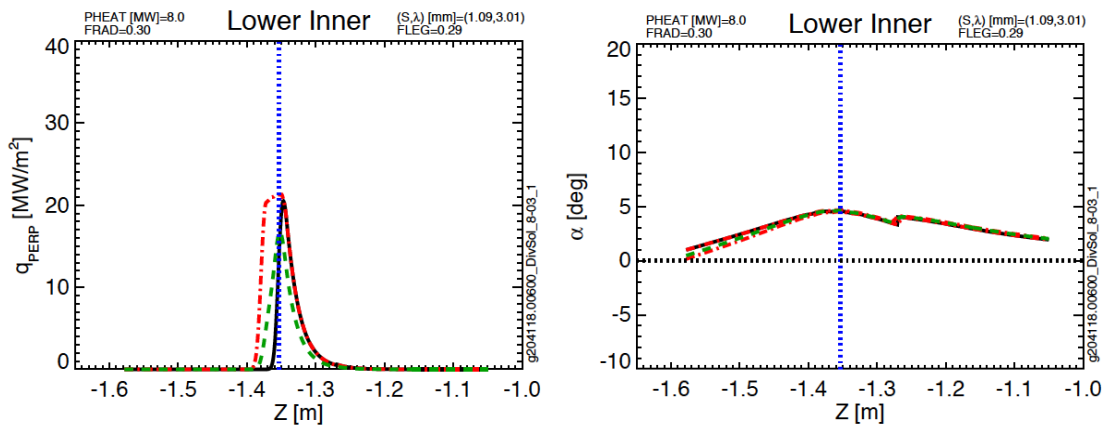 PHEAT [MW]=8.0
FRAD=0.30
Lower Inner
(S,λ) [mm]=(1.09,3.01)
FLEG=0.29
40
30
20
10
0
qPERP [MW/m²]
-1.6 -1.5 -1.4 -1.3 -1.2 -1.1 -1.0
Z [m]
g204118.00600_DivSol_8-03_1
PHEAT [MW]=8.0
FRAD=0.30
Lower Inner
(S,λ) [mm]=(1.09,3.01)
FLEG=0.29
20
15
10
5
0
-5
-10
α [deg]
-1.6 -1.5 -1.4 -1.3 -1.2 -1.1 -1.0
Z [m]
g204118.00600_DivSol_8-03_1